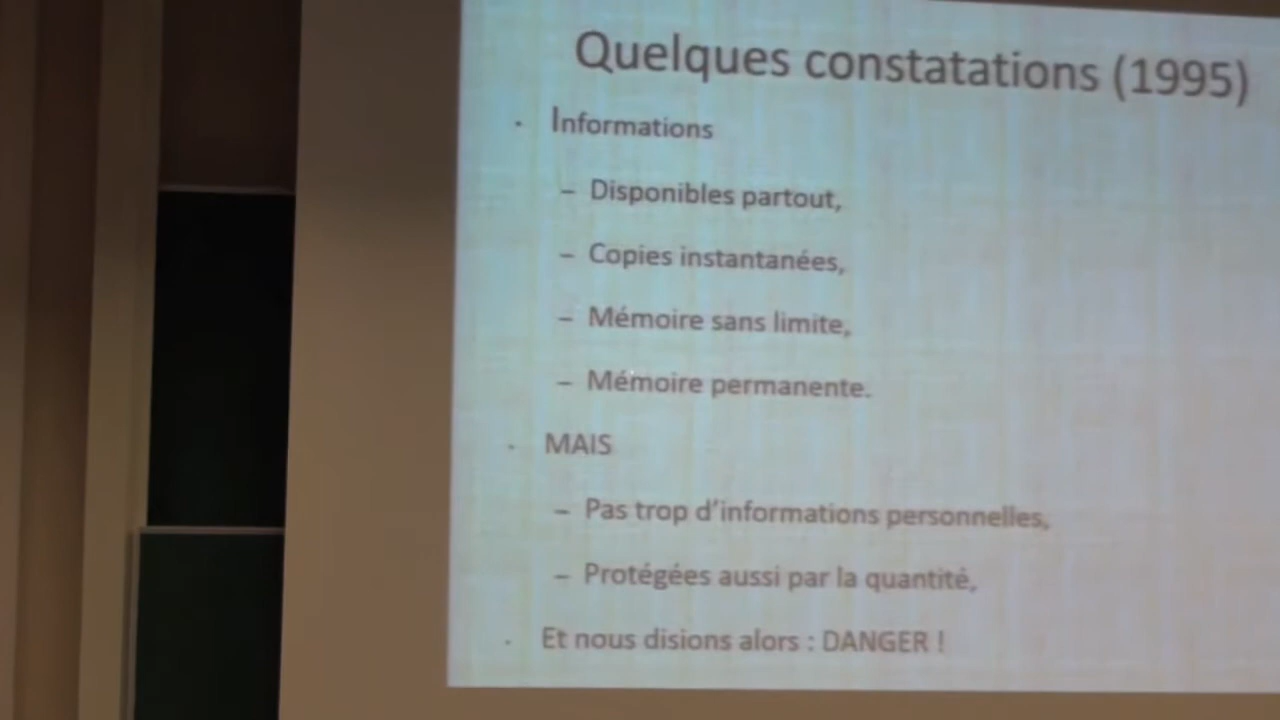 Quelques constatations (1995)
· Informations
– Disponibles partout,
– Copies instantanées,
– Mémoire sans limite,
– Mémoire permanente.
· MAIS
– Pas trop d'informations personnelles,
– Protégées aussi par la quantité,
· Et nous disions alors : DANGER !